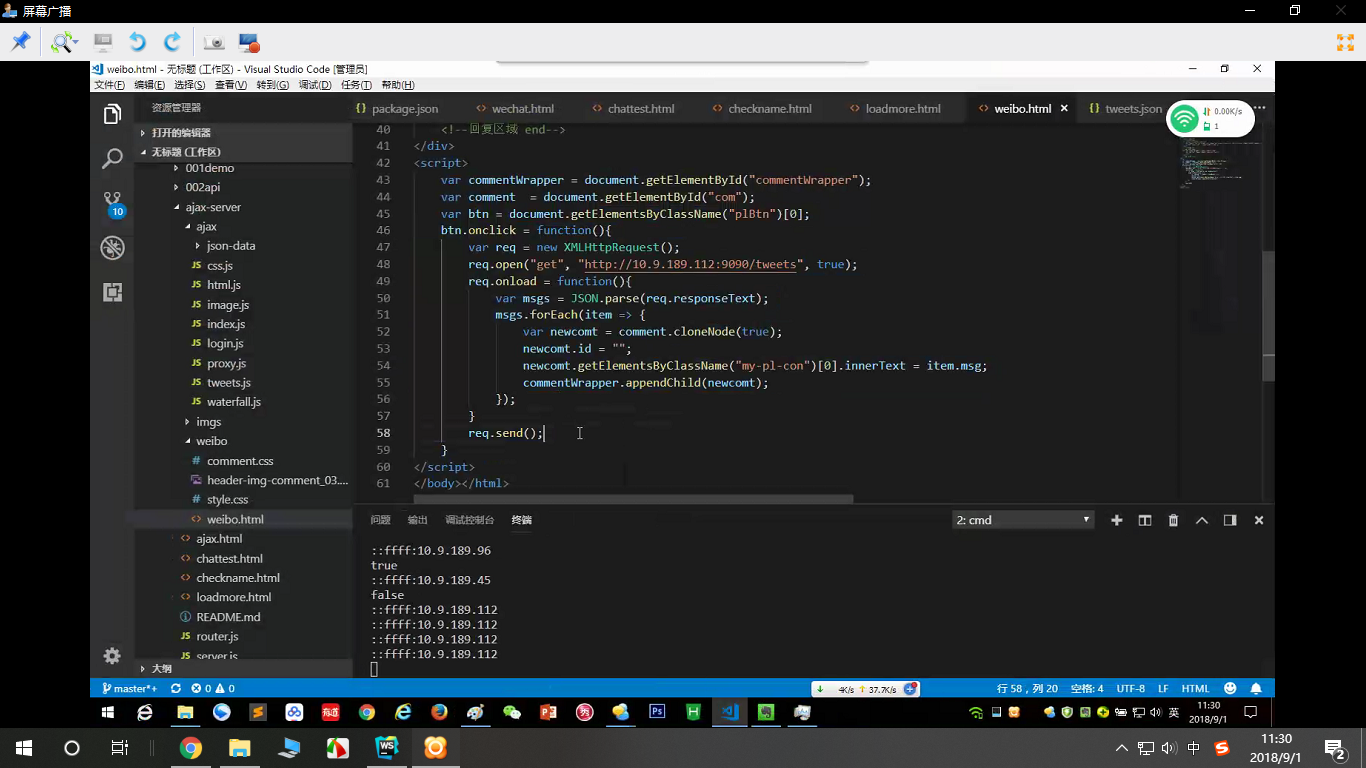 屏幕广播
weibo.html - 无标题 (工作区) - Visual Studio Code [管理员]
文件(F) 编辑(E) 选择(S) 查看(V) 转到(G) 调试(D) 任务(T) 帮助(H)
资源管理器
打开的编辑器
无标题 (工作区)
001demo
002api
ajax-server
ajax
json-data
JS css.js
JS html.js
JS image.js
JS index.js
JS login.js
JS proxy.js
JS tweets.js
JS waterfall.js
imgs
weibo
# comment.css
header-img-comment_03....
# style.css
<> weibo.html
<> ajax.html
<> chattest.html
<> checkname.html
<> loadmore.html
README.md
JS router.js
JS server.js
大纲
10
{} package.json <> wechat.html <> chattest.html <> checkname.html <> loadmore.html <> weibo.html {} tweets.json
0.00K/s
1
40 <!--回复区域 end-->
41 </div>
42 <script>
43 var commentWrapper = document.getElementById("commentWrapper");
44 var comment  = document.getElementById("com");
45 var btn = document.getElementsByClassName("plBtn")[0];
46 btn.onclick = function(){
47 var req = new XMLHttpRequest();
48 req.open("get", "http://10.9.189.112:9090/tweets", true);
49 req.onload = function(){
50 var msgs = JSON.parse(req.responseText);
51 msgs.forEach(item => {
52 var newcomt = comment.cloneNode(true);
53 newcomt.id = "";
54 newcomt.getElementsByClassName("my-pl-con")[0].innerText = item.msg;
55 commentWrapper.appendChild(newcomt);
56 });
57 }
58 req.send();
59 }
60 </script>
61 </body></html>
问题 输出 调试控制台 终端
2: cmd
::ffff:10.9.189.96
true
::ffff:10.9.189.45
false
::ffff:10.9.189.112
::ffff:10.9.189.112
::ffff:10.9.189.112
::ffff:10.9.189.112
master*+ 0 0
4K/s 37.7K/s
行 58，列 20 空格: 4 UTF-8 LF HTML
有道
秀
Ps
H
英
11:30
2018/9/1
WS
中
S
11:30
2018/9/1
2